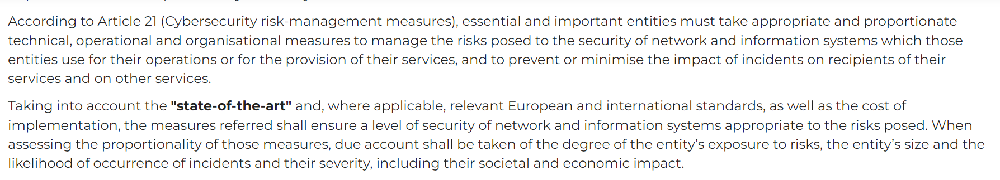 According to Article 21 (Cybersecurity risk-management measures), essential and important entities must take appropriate and proportionate
technical, operational and organisational measures to manage the risks posed to the security of network and information systems which those
entities use for their operations or for the provision of their services, and to prevent or minimise the impact of incidents on recipients of their
services and on other services.
Taking into account the "state-of-the-art" and, where applicable, relevant European and international standards, as well as the cost of
implementation, the measures referred shall ensure a level of security of network and information systems appropriate to the risks posed. When
assessing the proportionality of those measures, due account shall be taken of the degree of the entity’s exposure to risks, the entity’s size and the
likelihood of occurrence of incidents and their severity, including their societal and economic impact.